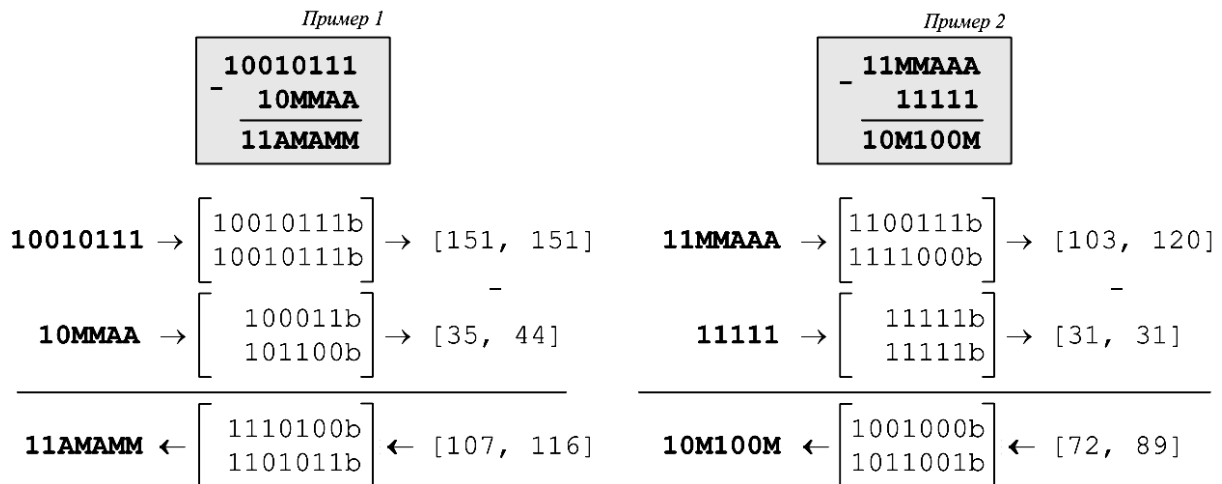 Пример 1
10010111
-
10MMAA
11AMAMM
10010111 → 10010111b → [151, 151]
10010111b
-
10MMAA → 100011b → [35, 44]
101100b
11AMAMM ← 1110100b ← [107, 116]
1101011b
Пример 2
11MMAAA
-
11111
10M100M
11MMAAA → 1100111b → [103, 120]
1111000b
-
11111 → 11111b → [31, 31]
11111b
10M100M ← 1001000b ← [72, 89]
1011001b